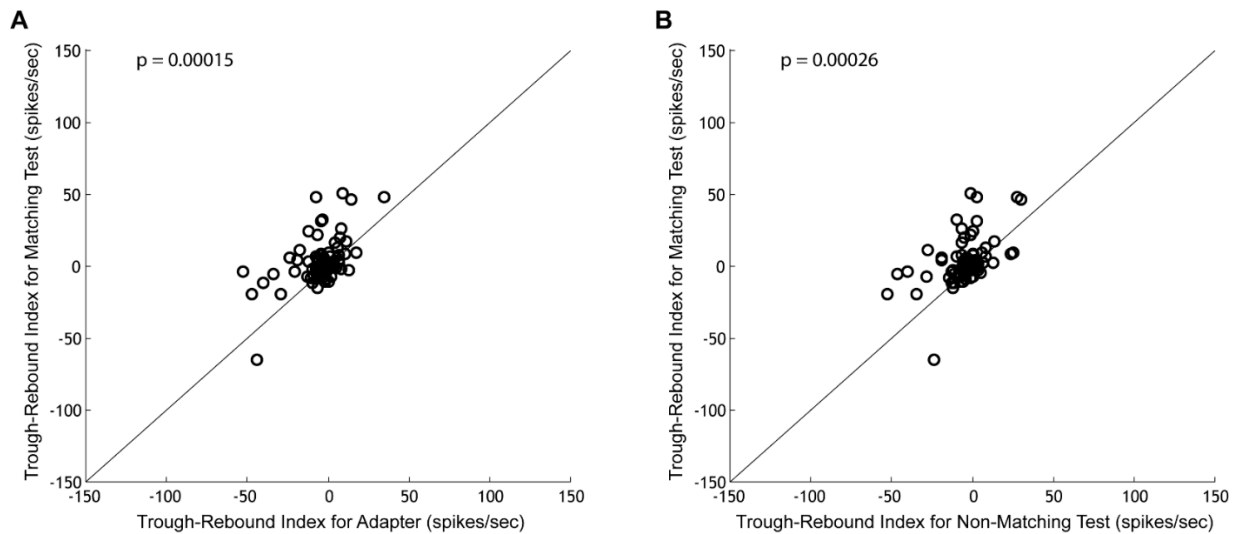 A
p = 0.00015
Trough-Rebound Index for Matching Test (spikes/sec)
150
100
50
0
-50
-100
-150
-150 -100 -50 0 50 100 150
Trough-Rebound Index for Adapter (spikes/sec)
B
p = 0.00026
Trough-Rebound Index for Matching Test (spikes/sec)
150
100
50
0
-50
-100
-150
-150 -100 -50 0 50 100 150
Trough-Rebound Index for Non-Matching Test (spikes/sec)